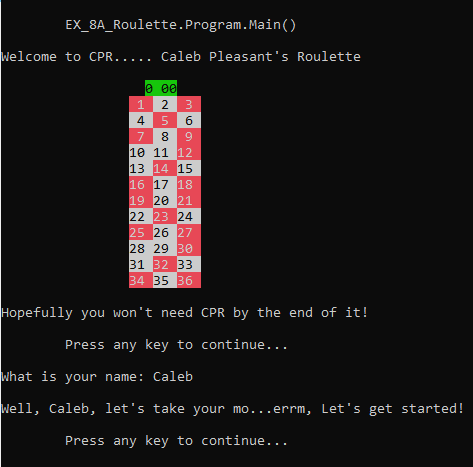 EX_8A_Roulette.Program.Main()
Welcome to CPR..... Caleb Pleasant's Roulette
0 00
1 2 3
4 5 6
7 8 9
10 11 12
13 14 15
16 17 18
19 20 21
22 23 24
25 26 27
28 29 30
31 32 33
34 35 36
Hopefully you won't need CPR by the end of it!
Press any key to continue...
What is your name: Caleb
Well, Caleb, let's take your mo...errm, Let's get started!
Press any key to continue...